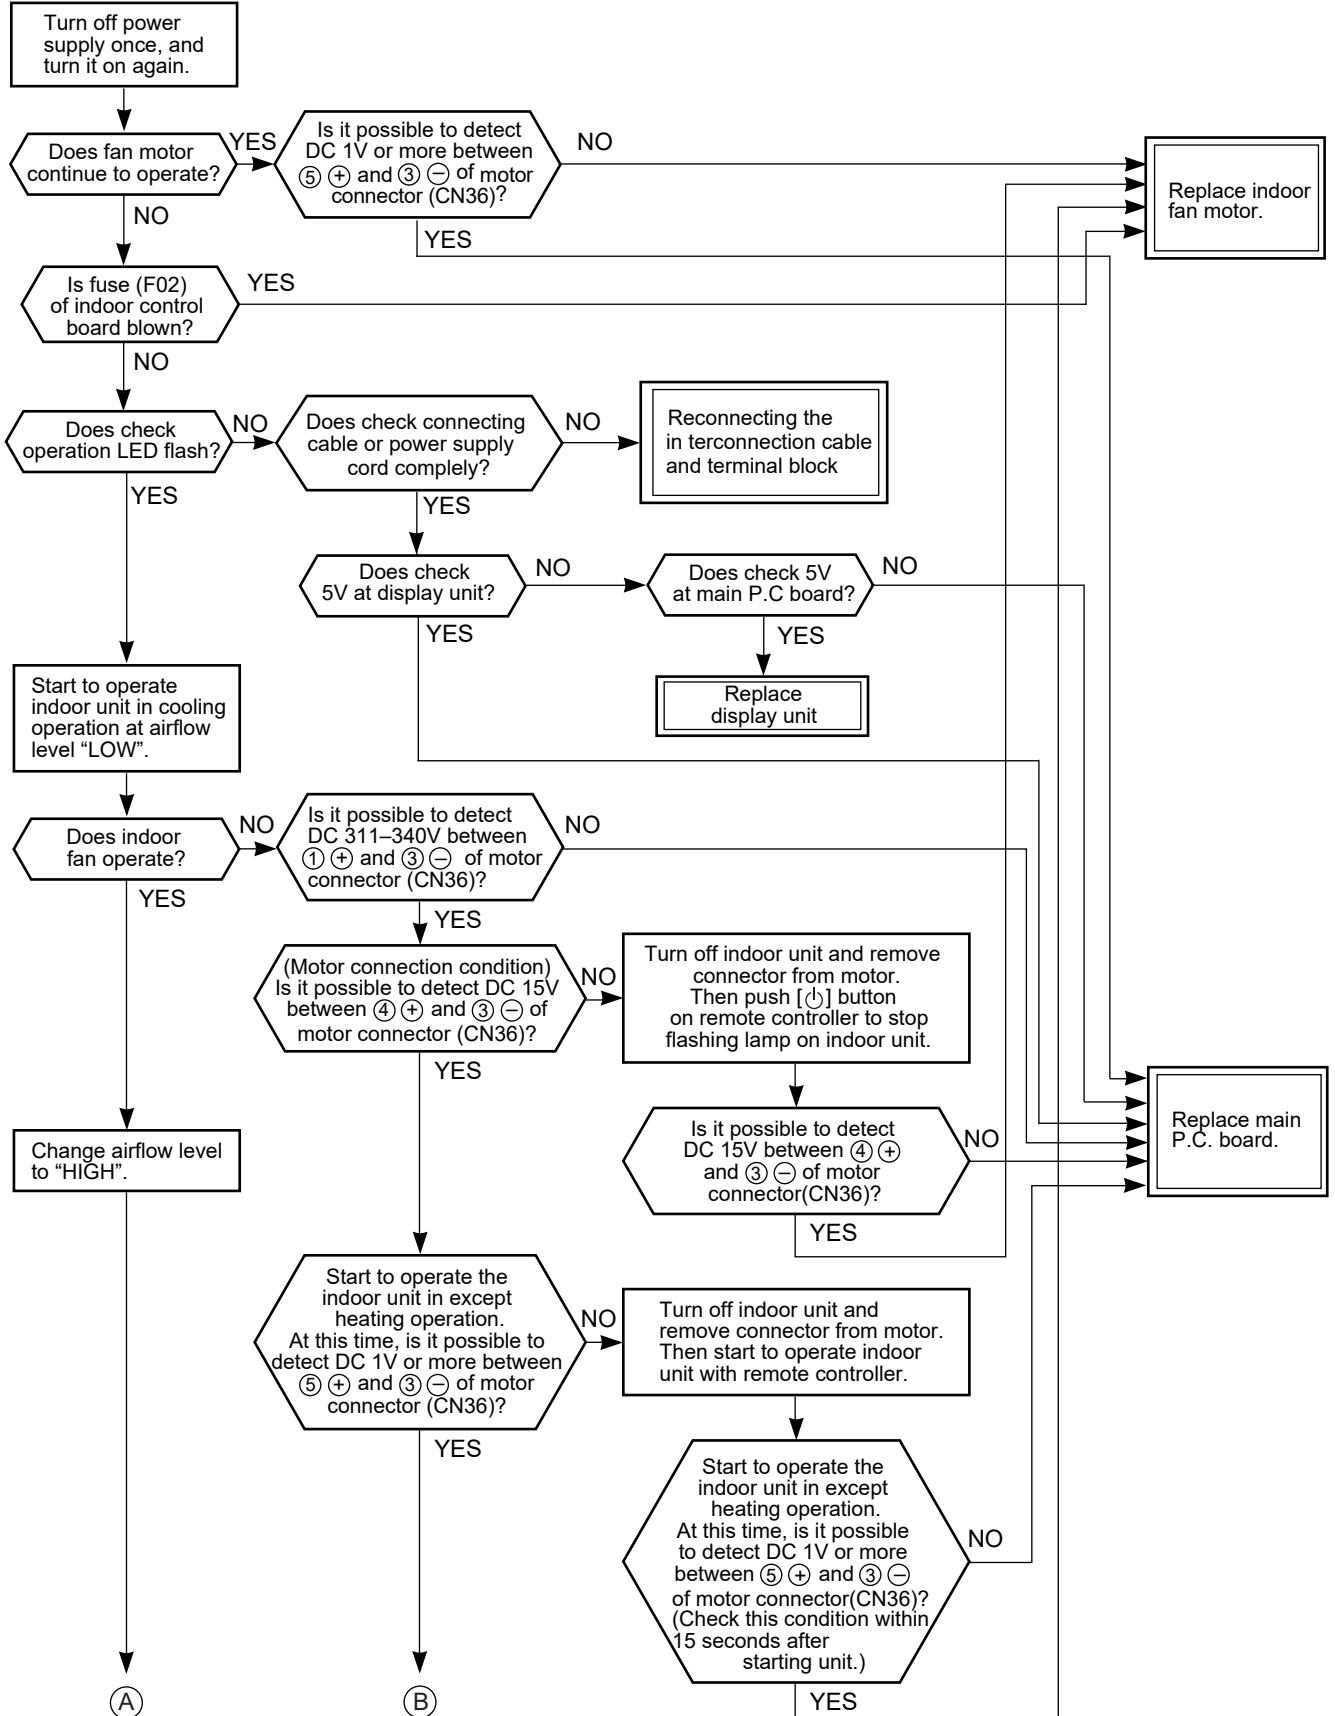 Turn off power
supply once, and
turn it on again.
Does fan motor
continue to operate?
YES
NO
Is it possible to detect
DC 1V or more between
⑤ ⊕ and ③ ⊖ of motor
connector (CN36)?
NO
YES
Replace indoor
fan motor.
Is fuse (F02)
of indoor control
board blown?
YES
NO
Does check
operation LED flash?
NO
YES
Does check connecting
cable or power supply
cord complely?
NO
YES
Reconnecting the
in terconnection cable
and terminal block
Does check
5V at display unit?
NO
YES
Does check 5V
at main P.C board?
NO
YES
Replace
display unit
Start to operate
indoor unit in cooling
operation at airflow
level “LOW”.
Does indoor
fan operate?
NO
YES
Is it possible to detect
DC 311–340V between
① ⊕ and ③ ⊖ of motor
connector (CN36)?
NO
YES
(Motor connection condition)
Is it possible to detect DC 15V
between ④ ⊕ and ③ ⊖ of
motor connector (CN36)?
NO
YES
Turn off indoor unit and remove
connector from motor.
Then push [⏻] button
on remote controller to stop
flashing lamp on indoor unit.
Is it possible to detect
DC 15V between ④ ⊕
and ③ ⊖ of motor
connector(CN36)?
NO
YES
Replace main
P.C. board.
Change airflow level
to “HIGH”.
Start to operate the
indoor unit in except
heating operation.
At this time, is it possible to
detect DC 1V or more between
⑤ ⊕ and ③ ⊖ of motor
connector (CN36)?
NO
YES
Turn off indoor unit and
remove connector from motor.
Then start to operate indoor
unit with remote controller.
Start to operate the
indoor unit in except
heating operation.
At this time, is it possible
to detect DC 1V or more
between ⑤ ⊕ and ③ ⊖
of motor connector(CN36)?
(Check this condition within
15 seconds after
starting unit.)
NO
YES
Ⓐ
Ⓑ